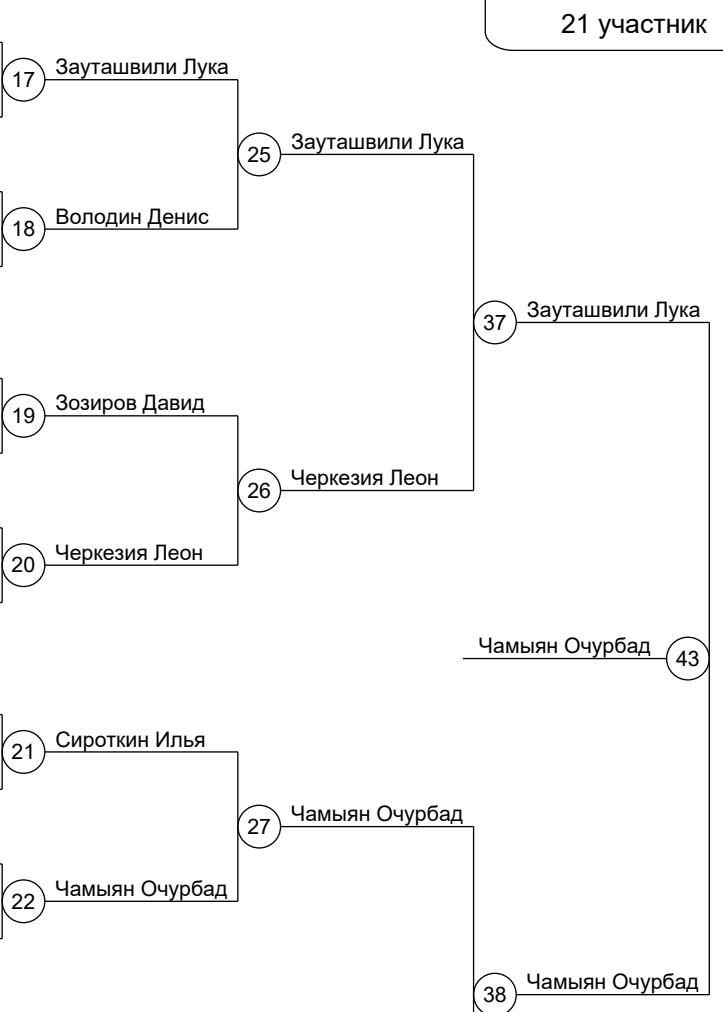 21 участник
17 Зауташвили Лука
25 Зауташвили Лука
18 Володин Денис
37 Зауташвили Лука
19 Зозиров Давид
26 Черкезия Леон
20 Черкезия Леон
Чамыян Очурбад 43
21 Сироткин Илья
27 Чамыян Очурбад
22 Чамыян Очурбад
38 Чамыян Очурбад